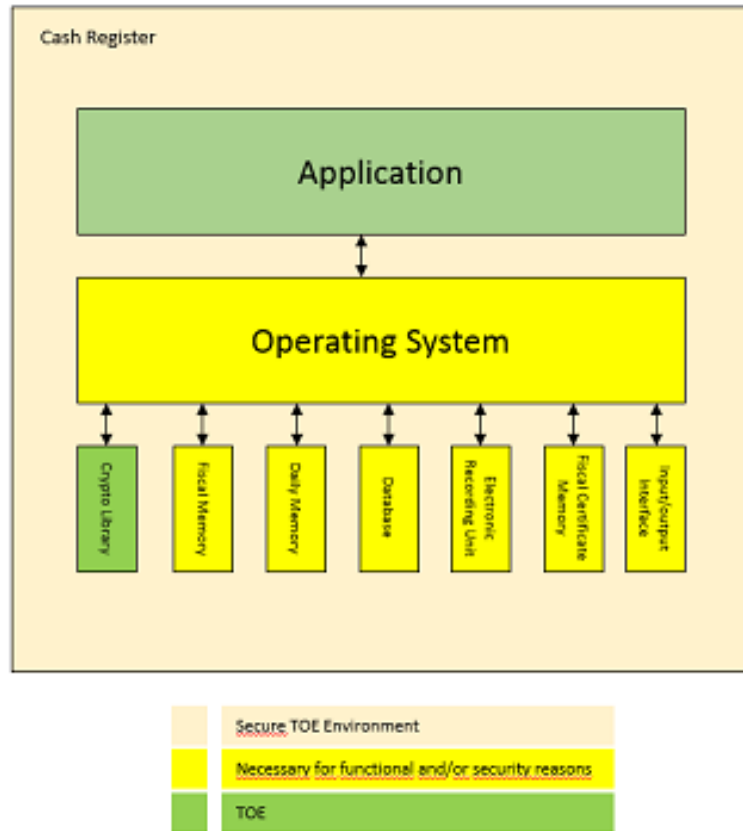 Cash Register
Application
Operating System
Crypto Library
Fiscal Memory
Daily Memory
Database
Electronic
Recording Unit
Fiscal Certificate
Memory
Input/output
Interface
Secure TOE Environment
Necessary for functional and/or security reasons
TOE